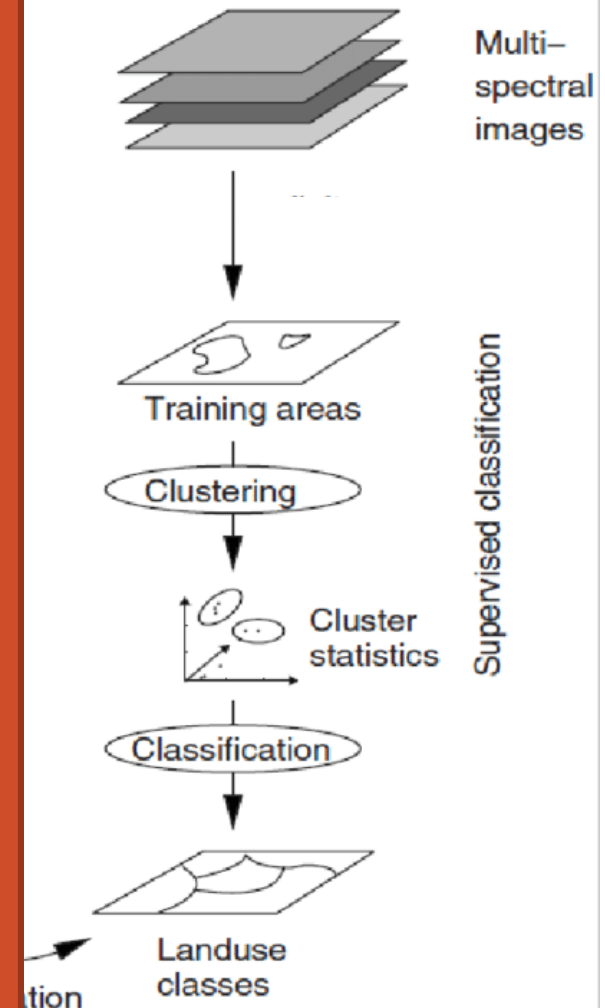 Multi–
spectral
images
Training areas
Clustering
Supervised classification
Cluster
statistics
Classification
Landuse
classes